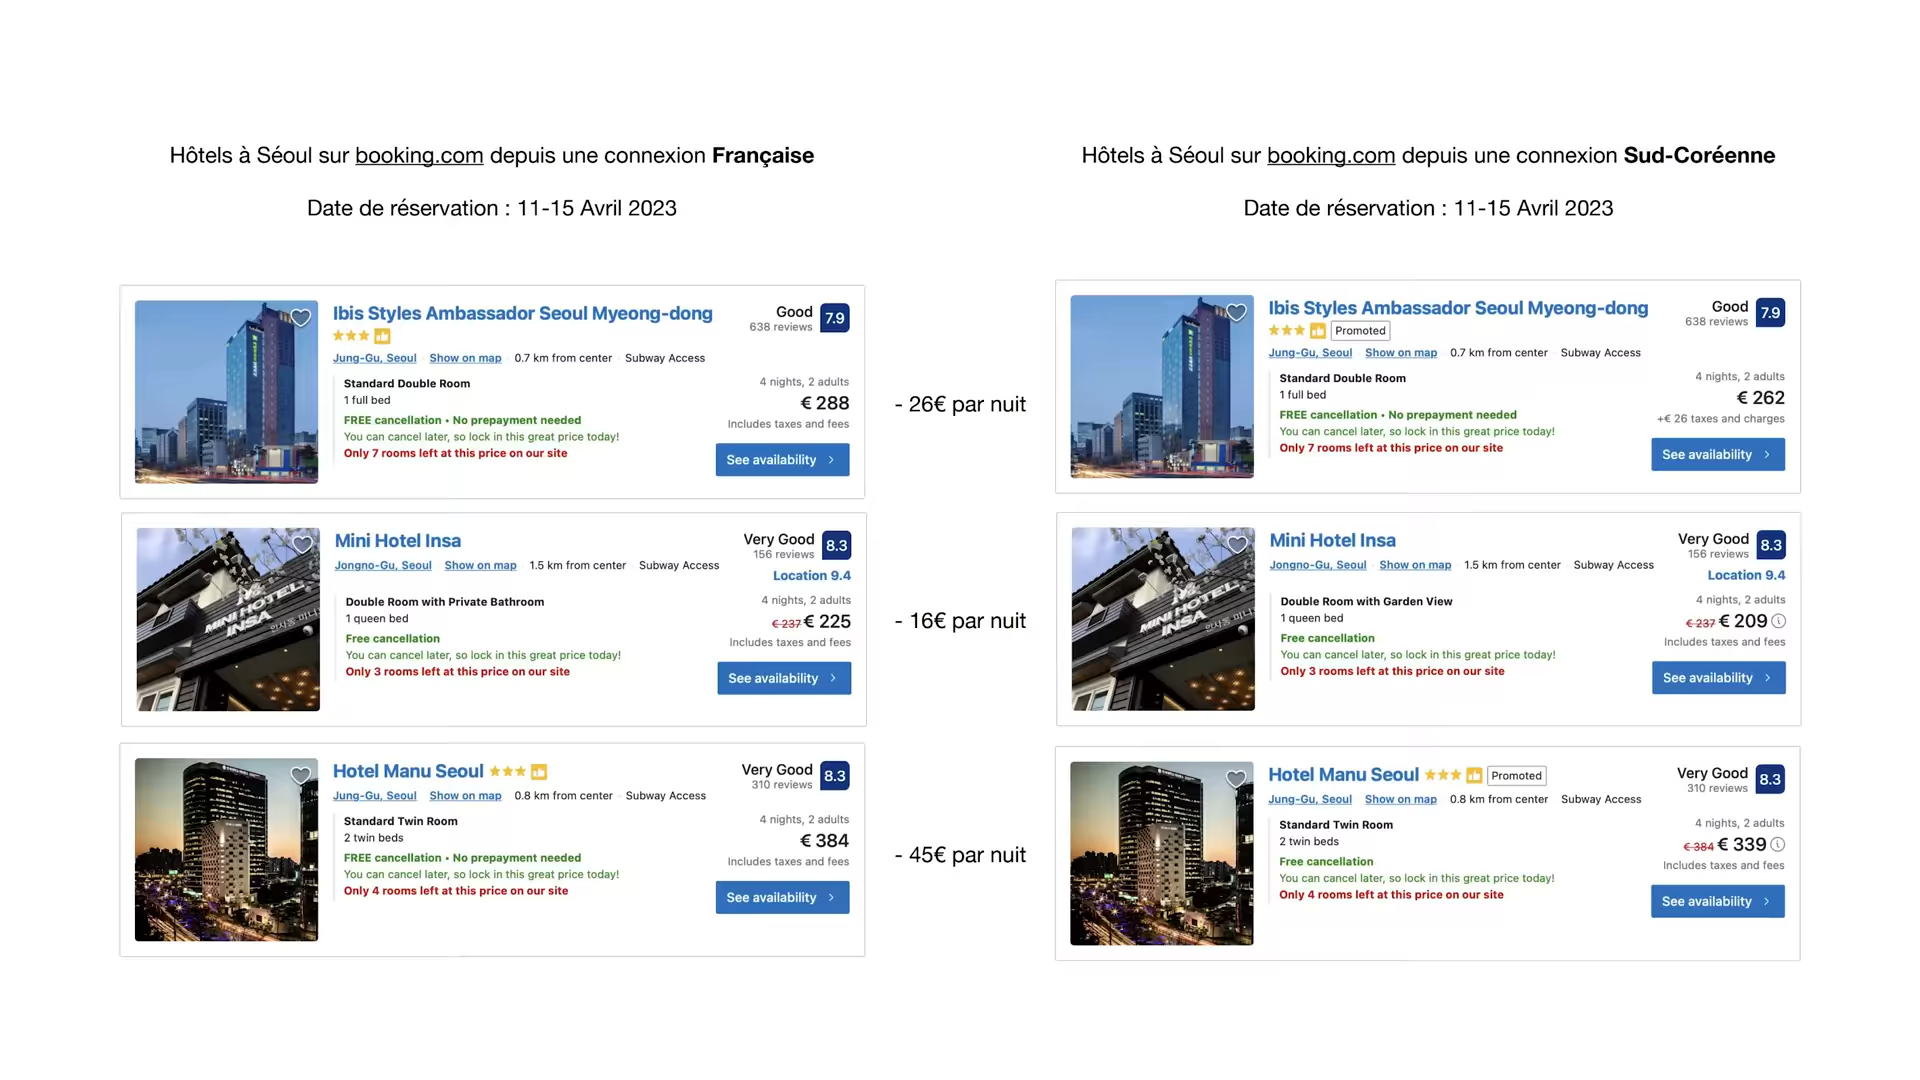 Hôtels à Séoul sur booking.com depuis une connexion Française
Date de réservation : 11-15 Avril 2023
Ibis Styles Ambassador Seoul Myeong-dong
Good
638 reviews
7.9
Jung-Gu, Seoul Show on map 0.7 km from center Subway Access
Standard Double Room
1 full bed
FREE cancellation • No prepayment needed
You can cancel later, so lock in this great price today!
Only 7 rooms left at this price on our site
4 nights, 2 adults
€ 288
Includes taxes and fees
See availability
MINI HOTEL
INSA
인사동 미니
Mini Hotel Insa
Very Good
156 reviews
8.3
Location 9.4
Jongno-Gu, Seoul Show on map 1.5 km from center Subway Access
Double Room with Private Bathroom
1 queen bed
Free cancellation
You can cancel later, so lock in this great price today!
Only 3 rooms left at this price on our site
4 nights, 2 adults
€ 237 € 225
Includes taxes and fees
See availability
Hotel Manu Seoul
Very Good
310 reviews
8.3
Jung-Gu, Seoul Show on map 0.8 km from center Subway Access
Standard Twin Room
2 twin beds
FREE cancellation • No prepayment needed
You can cancel later, so lock in this great price today!
Only 4 rooms left at this price on our site
4 nights, 2 adults
€ 384
Includes taxes and fees
See availability
- 26€ par nuit
- 16€ par nuit
- 45€ par nuit
Hôtels à Séoul sur booking.com depuis une connexion Sud-Coréenne
Date de réservation : 11-15 Avril 2023
Ibis Styles Ambassador Seoul Myeong-dong
Promoted
Good
638 reviews
7.9
Jung-Gu, Seoul Show on map 0.7 km from center Subway Access
Standard Double Room
1 full bed
FREE cancellation • No prepayment needed
You can cancel later, so lock in this great price today!
Only 7 rooms left at this price on our site
4 nights, 2 adults
€ 262
+€ 26 taxes and charges
See availability
MINI HOTEL
INSA
인사동 미니
Mini Hotel Insa
Very Good
156 reviews
8.3
Location 9.4
Jongno-Gu, Seoul Show on map 1.5 km from center Subway Access
Double Room with Garden View
1 queen bed
Free cancellation
You can cancel later, so lock in this great price today!
Only 3 rooms left at this price on our site
4 nights, 2 adults
€ 237 € 209
Includes taxes and fees
See availability
Hotel Manu Seoul
Promoted
Very Good
310 reviews
8.3
Jung-Gu, Seoul Show on map 0.8 km from center Subway Access
Standard Twin Room
2 twin beds
Free cancellation
You can cancel later, so lock in this great price today!
Only 4 rooms left at this price on our site
4 nights, 2 adults
€ 384 € 339
Includes taxes and fees
See availability